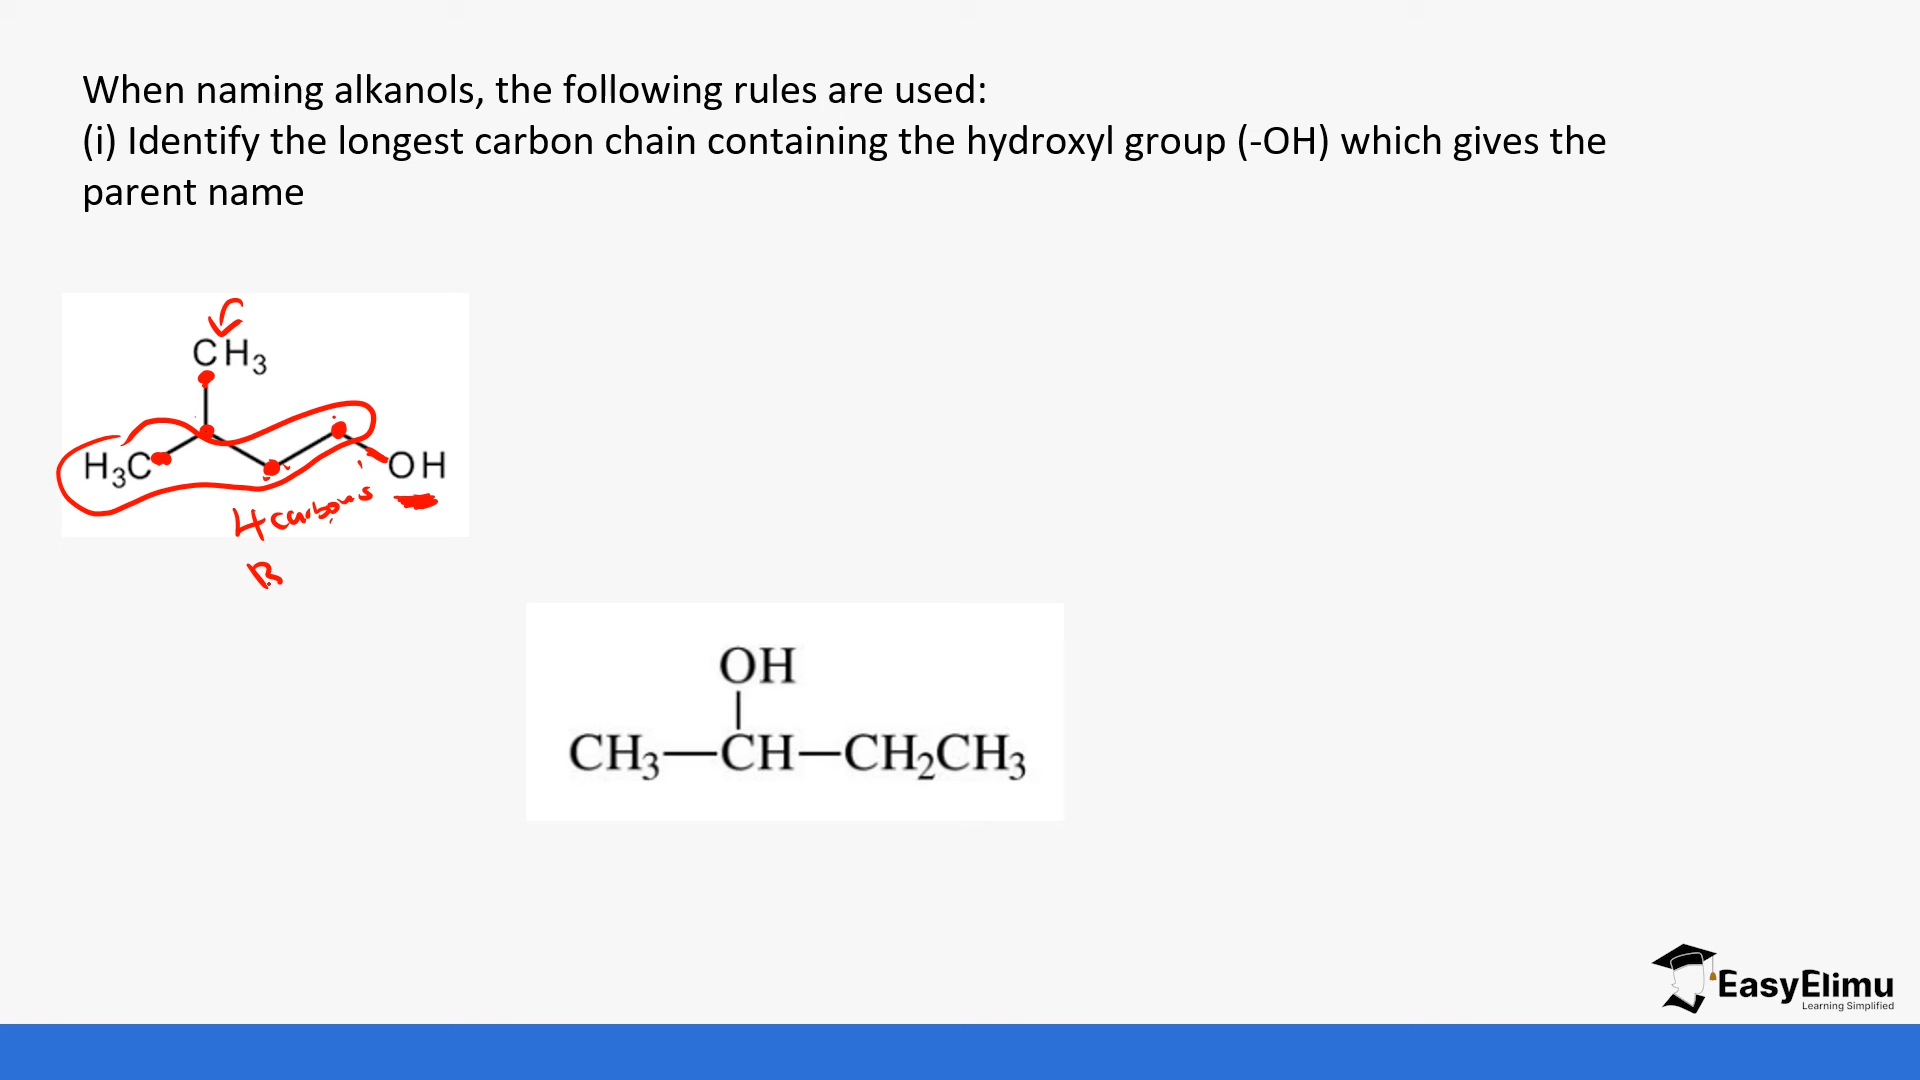 When naming alkanols, the following rules are used:
(i) Identify the longest carbon chain containing the hydroxyl group (-OH) which gives the
parent name
CH₃
H₃C
OH
4 carbons
B
OH
CH₃—CH—CH₂CH₃
EasyElimu
Learning Simplified